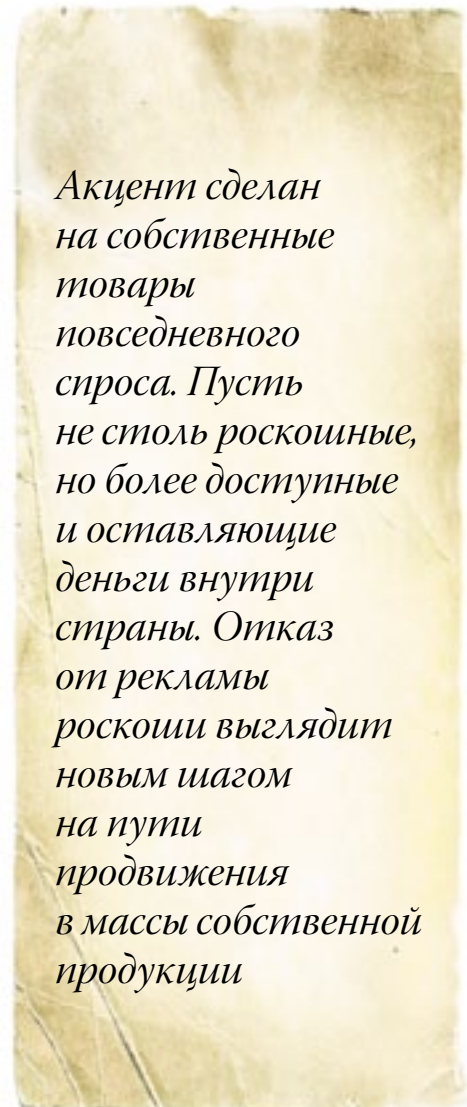 Акцент сделан
на собственные
товары
повседневного
спроса. Пусть
не столь роскошные,
но более доступные
и оставляющие
деньги внутри
страны. Отказ
от рекламы
роскоши выглядит
новым шагом
на пути
продвижения
в массы собственной
продукции